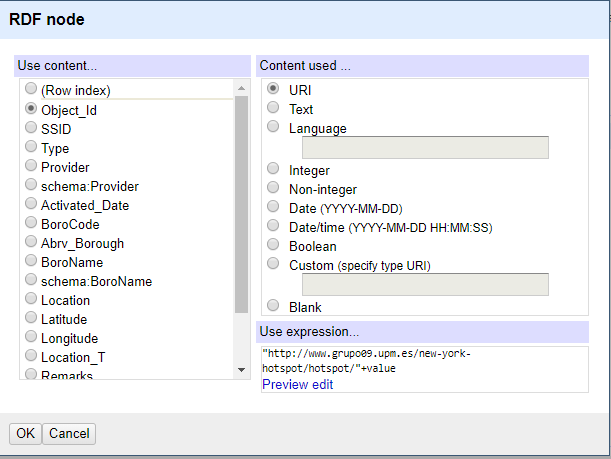 RDF node
Use content...
(Row index)
Object_Id
SSID
Type
Provider
schema:Provider
Activated_Date
BoroCode
Abrv_Borough
BoroName
schema:BoroName
Location
Latitude
Longitude
Location_T
Remarks
Content used ...
URI
Text
Language
Integer
Non-integer
Date (YYYY-MM-DD)
Date/time (YYYY-MM-DD HH:MM:SS)
Boolean
Custom (specify type URI)
Blank
Use expression...
"http://www.grupo09.upm.es/new-york-
hotspot/hotspot/"+value
Preview edit
OK Cancel